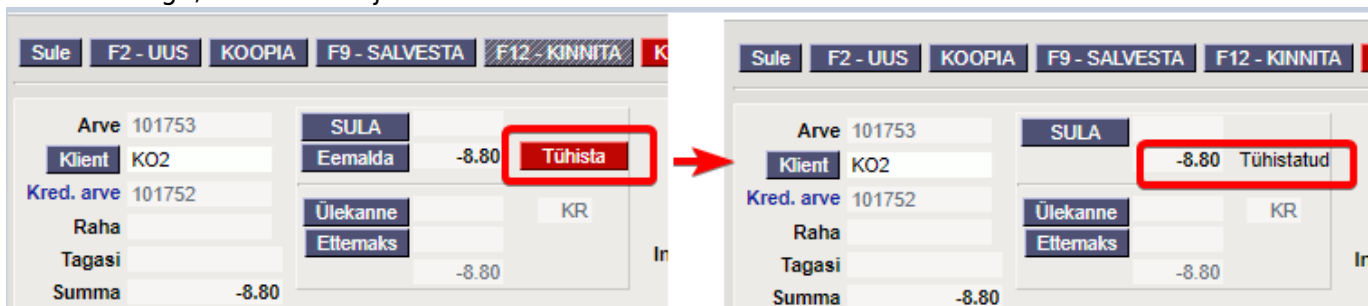 Sule F2 - UUS KOOPIA F9 - SALVESTA F12 - KINNITA K
Arve 101753 SULA
Klient KO2 Eemalda -8.80 Tühista
Kred. arve 101752 Ülekanne KR
Raha Ettemaks
Tagasi -8.80 In
Summa -8.80
Sule F2 - UUS KOOPIA F9 - SALVESTA F12 - KINNITA
Arve 101753 SULA
Klient KO2 -8.80 Tühistatud
Kred. arve 101752 Ülekanne KR
Raha Ettemaks
Tagasi -8.80 In
Summa -8.80